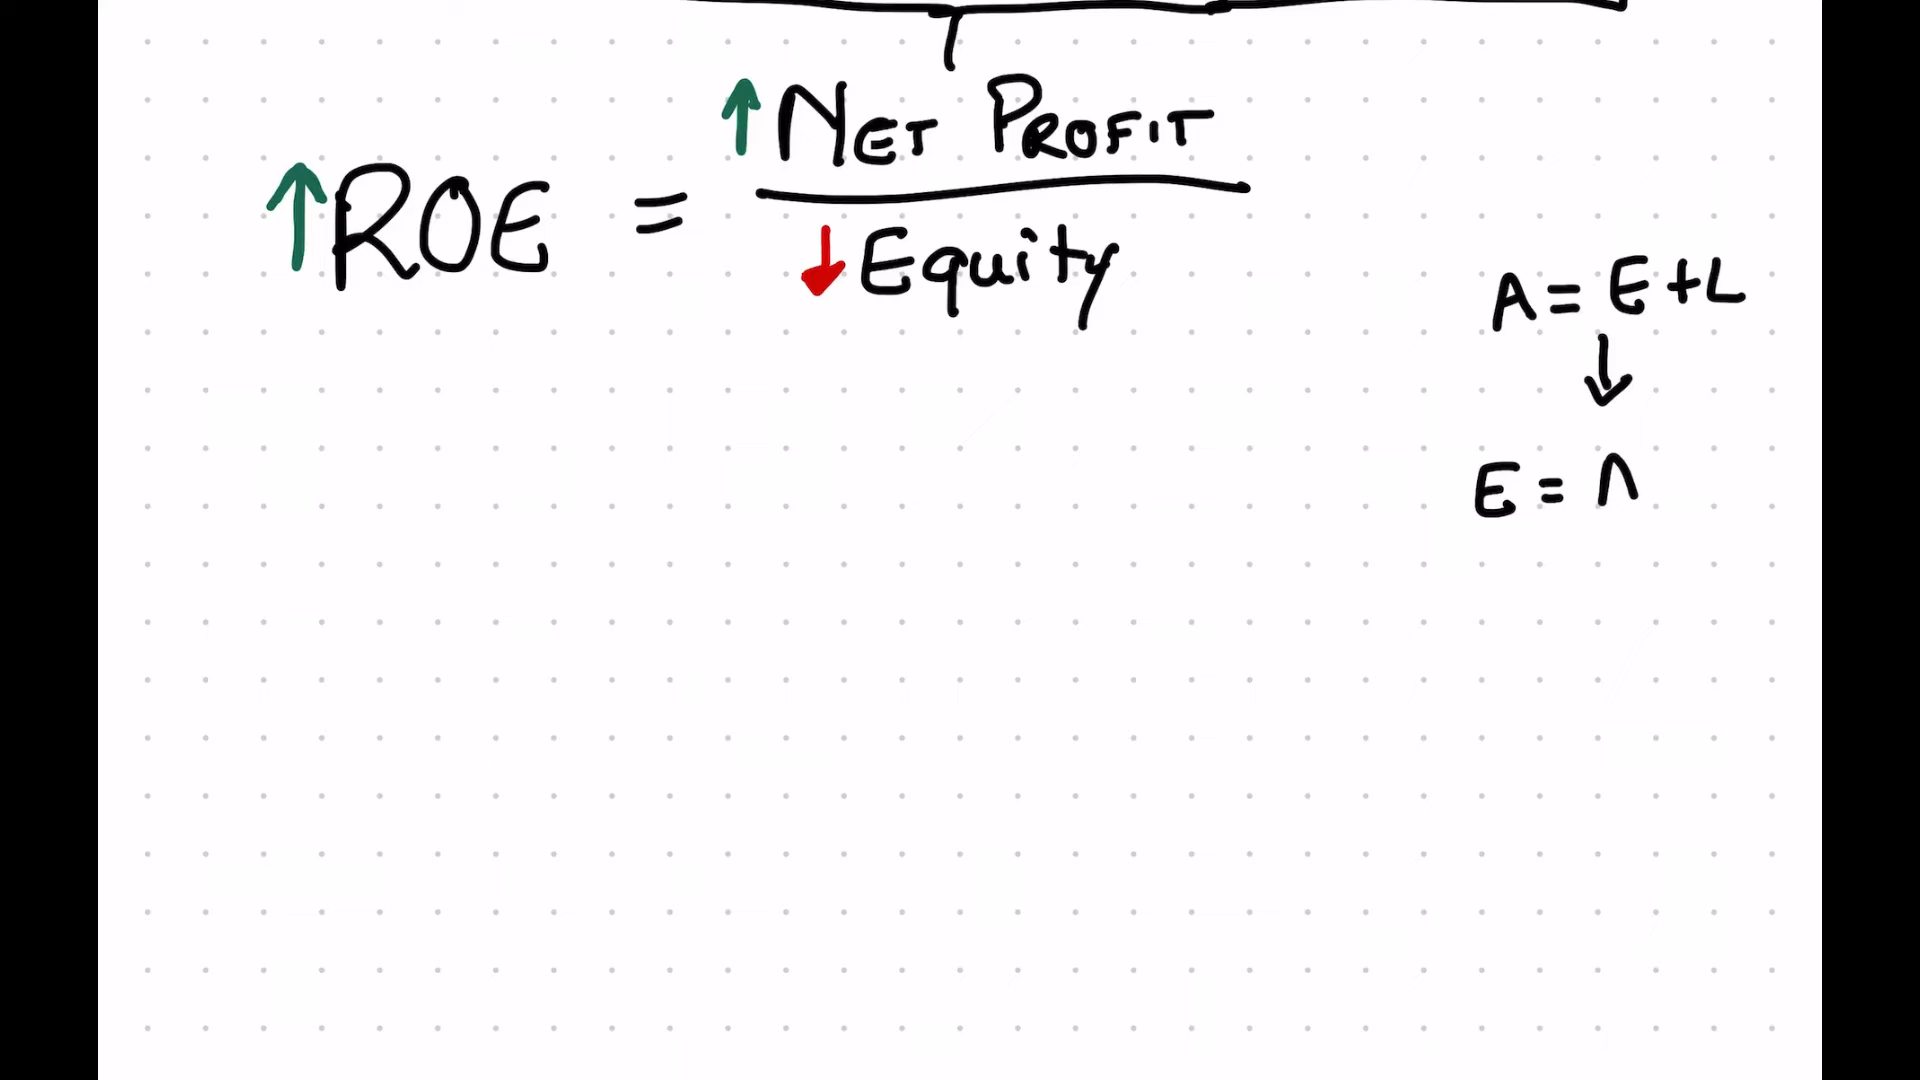 ↑ NET PROFIT
↑ ROE =
↓ Equity
A = E + L
↓
E =